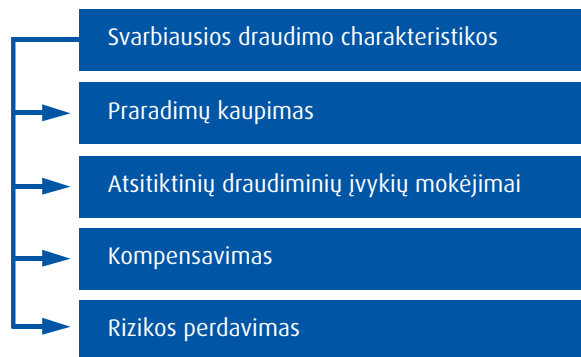 Svarbiausios draudimo charakteristikos
Praradimų kaupimas
Atsitiktinių draudiminių įvykių mokėjimai
Kompensavimas
Rizikos perdavimas